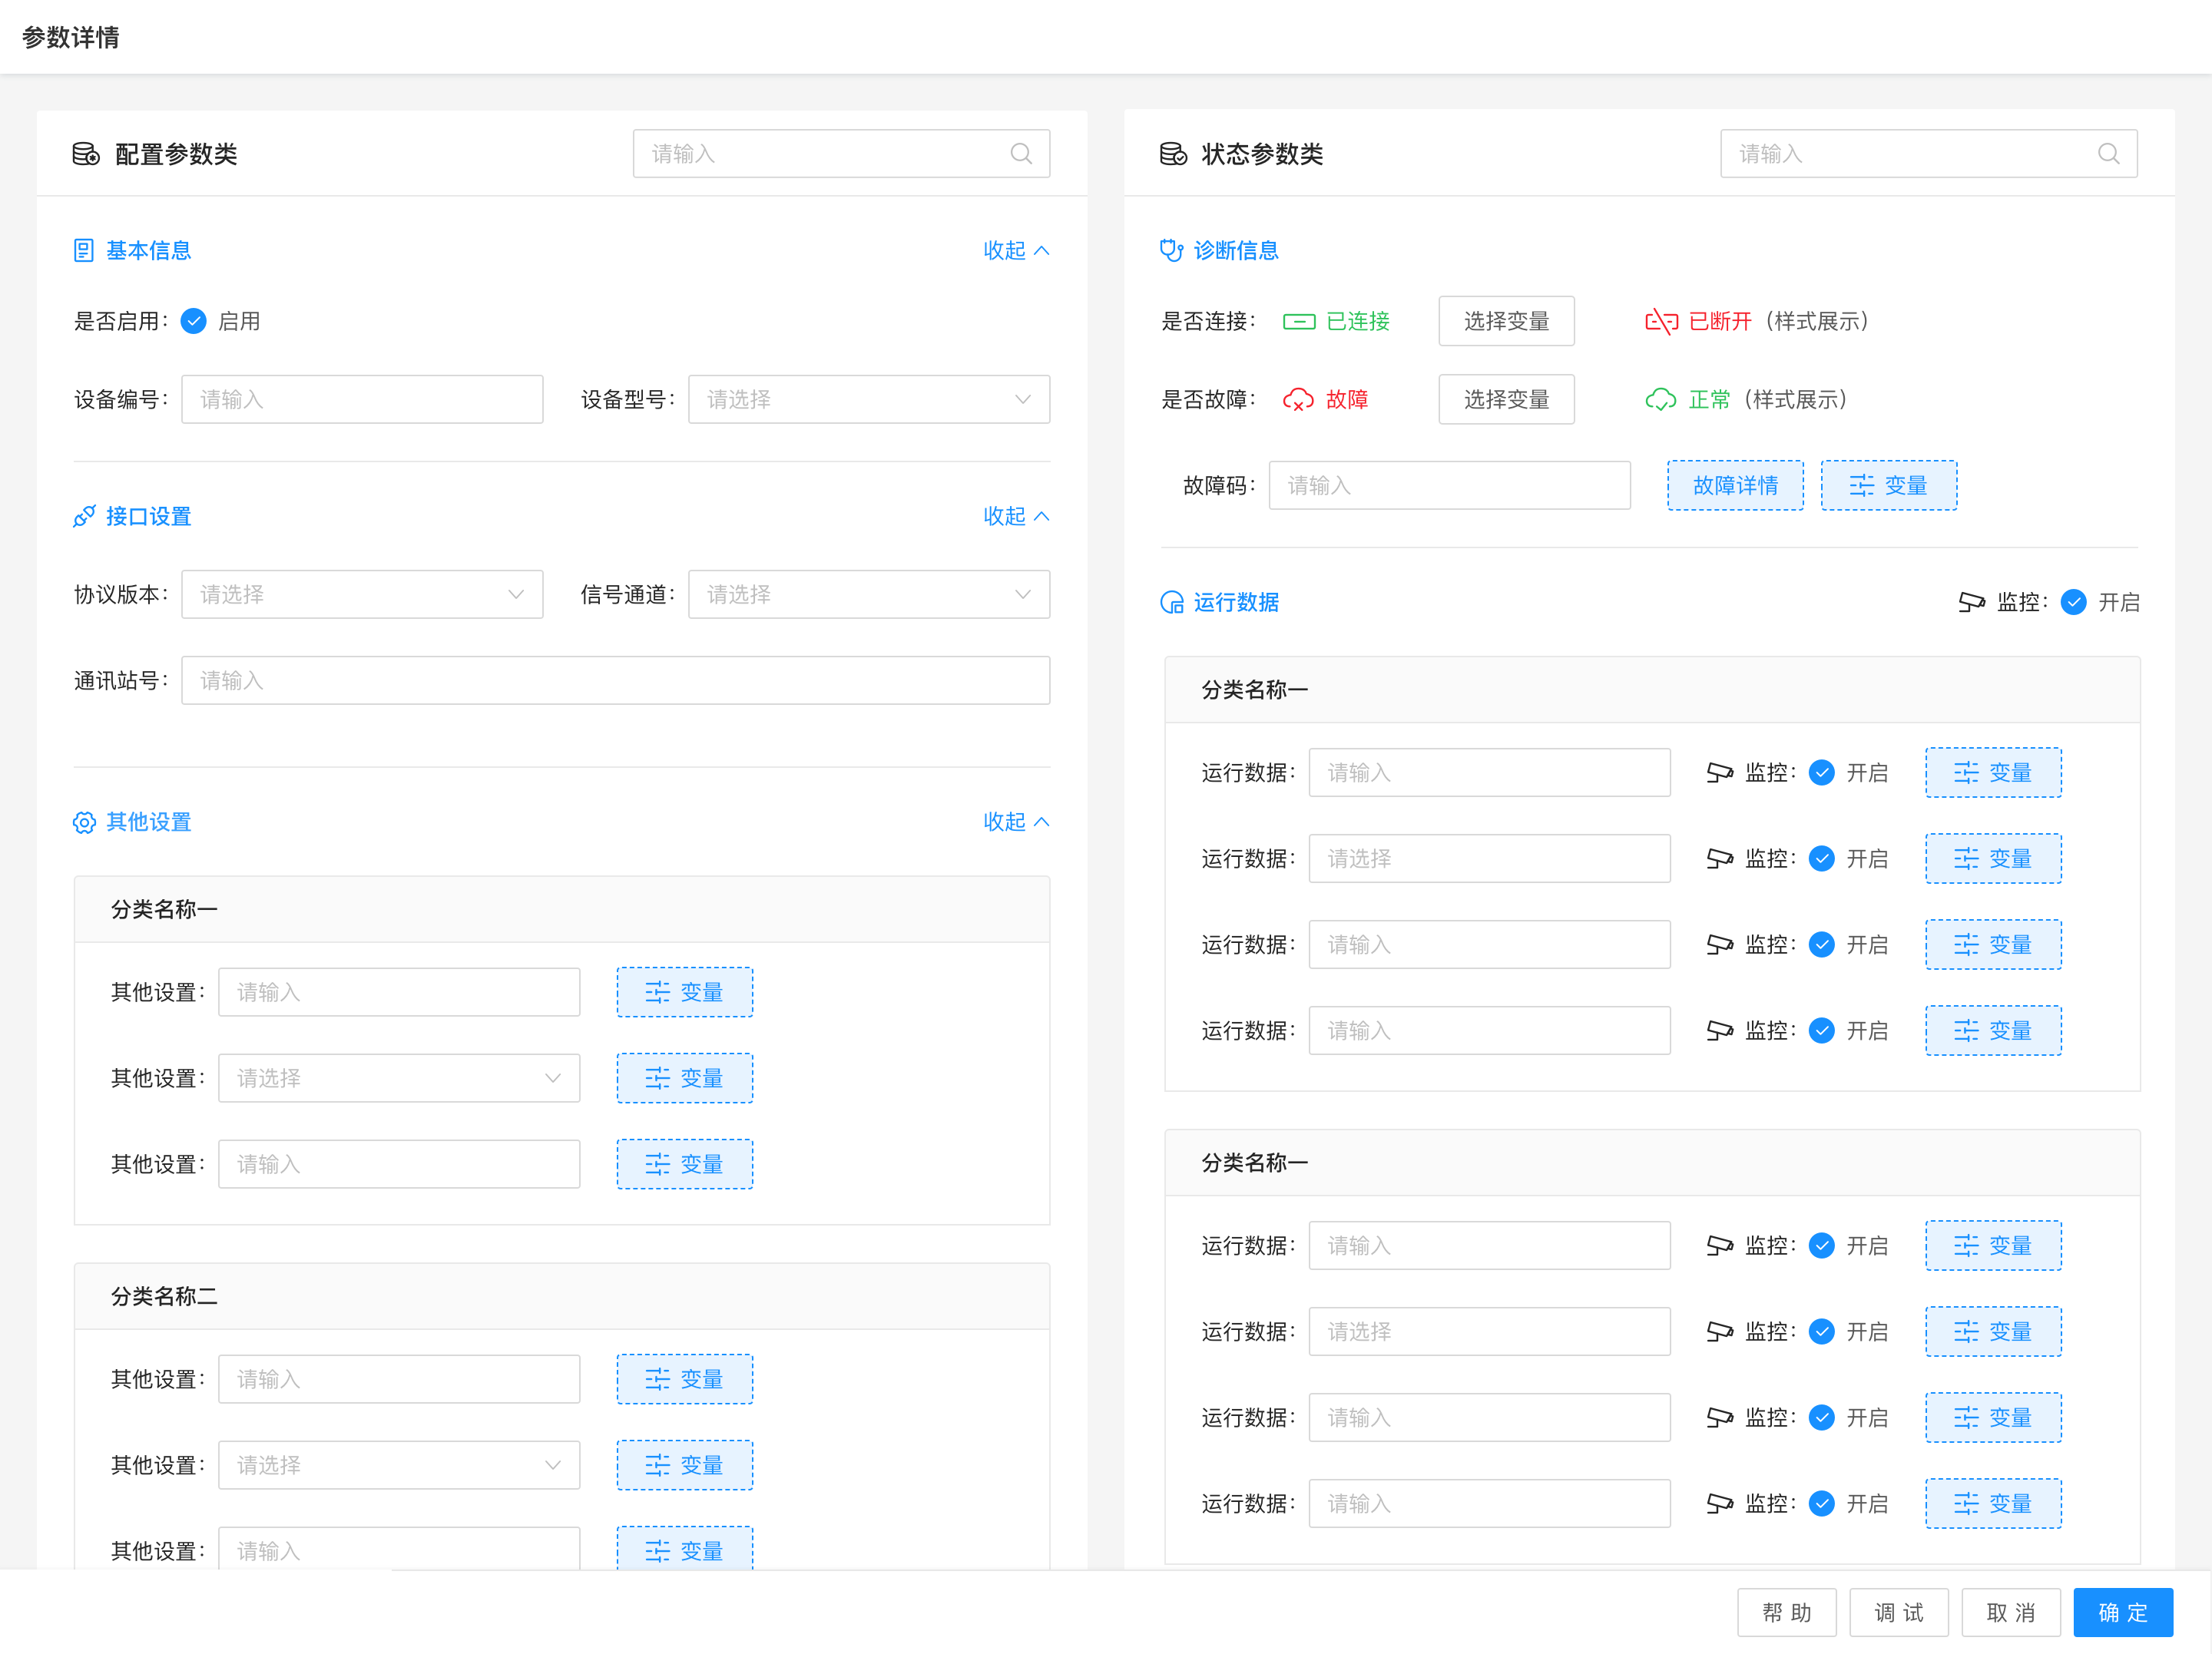 参数详情
配置参数类
请输入
基本信息
收起
是否启用：
启用
设备编号：
请输入
设备型号：
请选择
接口设置
收起
协议版本：
请选择
信号通道：
请选择
通讯站号：
请输入
其他设置
收起
分类名称一
其他设置：
请输入
变量
其他设置：
请选择
变量
其他设置：
请输入
变量
分类名称二
其他设置：
请输入
变量
其他设置：
请选择
变量
其他设置：
请输入
变量
状态参数类
请输入
诊断信息
是否连接：
已连接
选择变量
已断开（样式展示）
是否故障：
故障
选择变量
正常（样式展示）
故障码：
请输入
故障详情
变量
运行数据
监控：
开启
分类名称一
运行数据：
请输入
监控：
开启
变量
运行数据：
请选择
监控：
开启
变量
运行数据：
请输入
监控：
开启
变量
运行数据：
请输入
监控：
开启
变量
分类名称一
运行数据：
请输入
监控：
开启
变量
运行数据：
请选择
监控：
开启
变量
运行数据：
请输入
监控：
开启
变量
运行数据：
请输入
监控：
开启
变量
帮 助
调 试
取 消
确 定